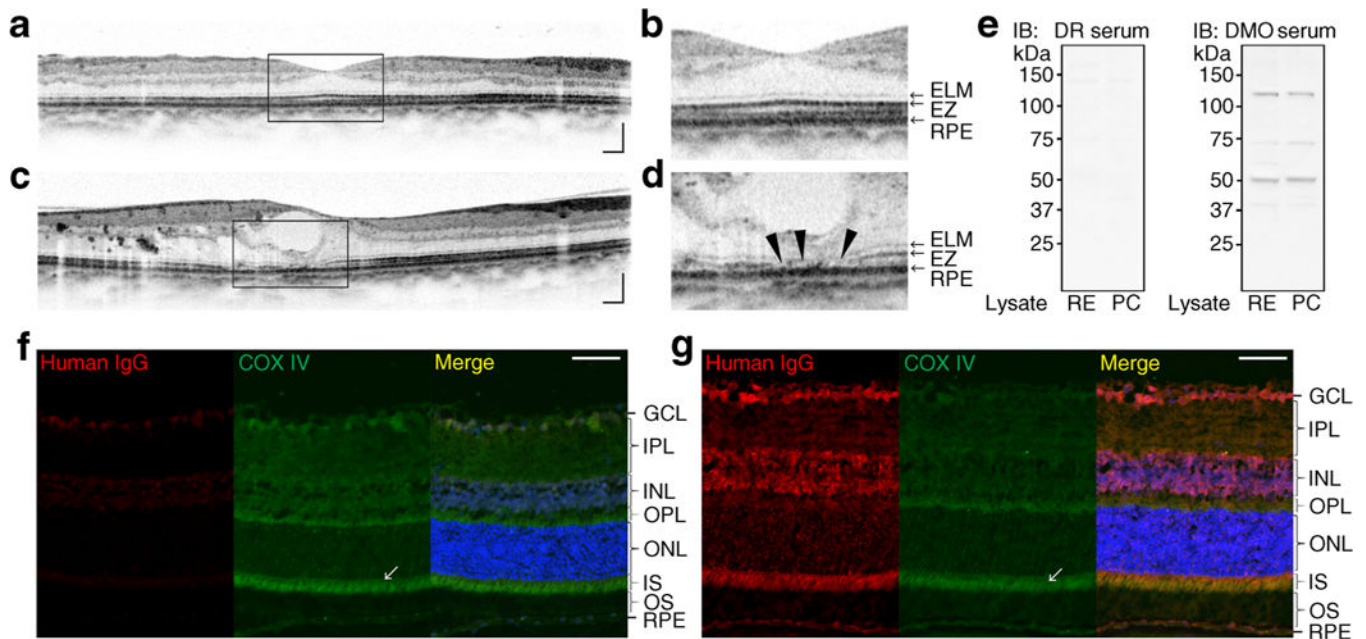 a
b
ELM
EZ
RPE
c
d
ELM
EZ
RPE
e
IB: DR serum
kDa
150
100
75
50
37
25
Lysate RE PC
IB: DMO serum
kDa
150
100
75
50
37
25
Lysate RE PC
f
Human IgG COX IV Merge
GCL
IPL
INL
OPL
ONL
IS
OS
RPE
g
Human IgG COX IV Merge
GCL
IPL
INL
OPL
ONL
IS
OS
RPE